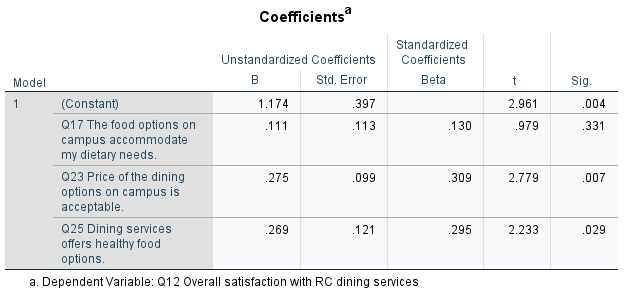 Coefficientsᵃ
Unstandardized Coefficients Standardized Coefficients
Model B Std. Error Beta t Sig.
1 (Constant) 1.174 .397 2.961 .004
Q17 The food options on campus accommodate my dietary needs. .111 .113 .130 .979 .331
Q23 Price of the dining options on campus is acceptable. .275 .099 .309 2.779 .007
Q25 Dining services offers healthy food options. .269 .121 .295 2.233 .029
a. Dependent Variable: Q12 Overall satisfaction with RC dining services